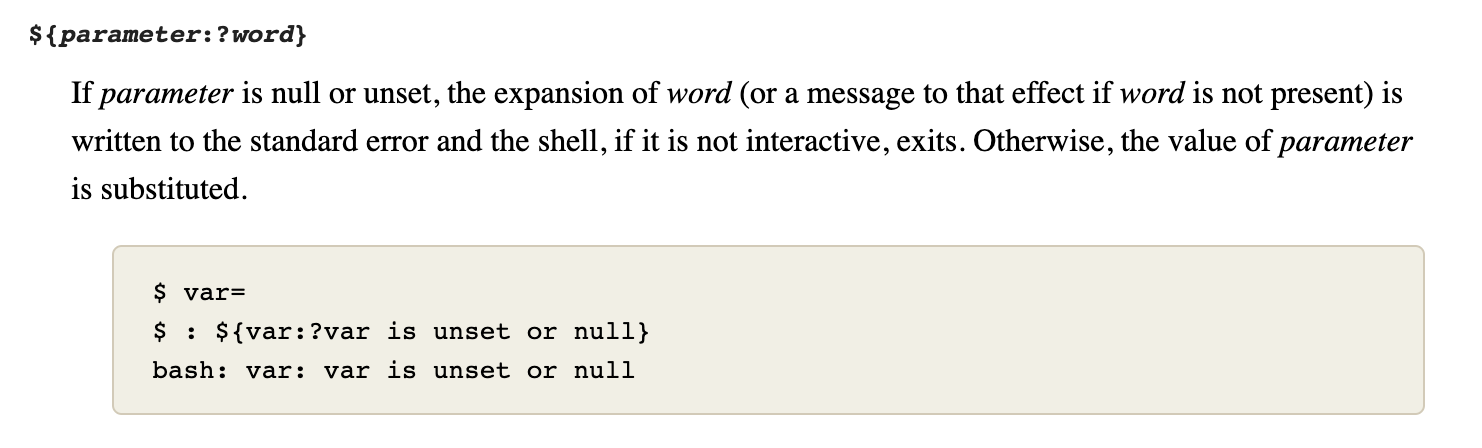 ${parameter:?word}
If parameter is null or unset, the expansion of word (or a message to that effect if word is not present) is
written to the standard error and the shell, if it is not interactive, exits. Otherwise, the value of parameter
is substituted.
$ var=
$ : ${var:?var is unset or null}
bash: var: var is unset or null